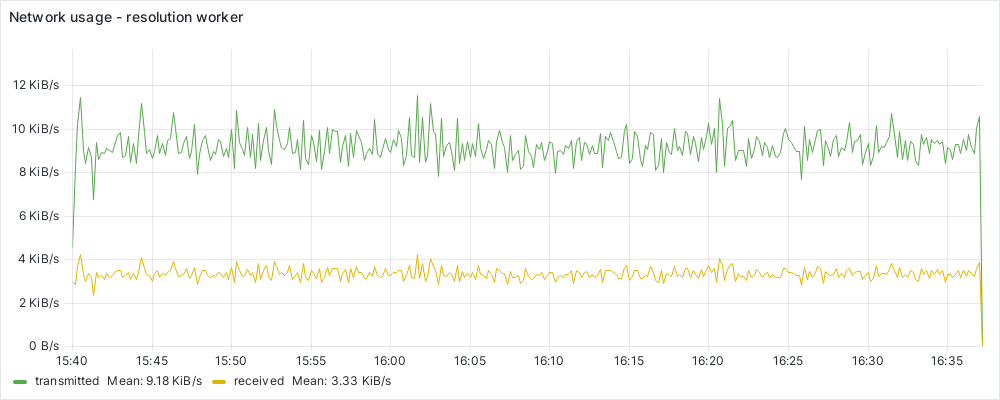 Network usage - resolution worker
12 KiB/s
10 KiB/s
8 KiB/s
6 KiB/s
4 KiB/s
2 KiB/s
0 B/s
15:40 15:45 15:50 15:55 16:00 16:05 16:10 16:15 16:20 16:25 16:30 16:35
transmitted Mean: 9.18 KiB/s received Mean: 3.33 KiB/s